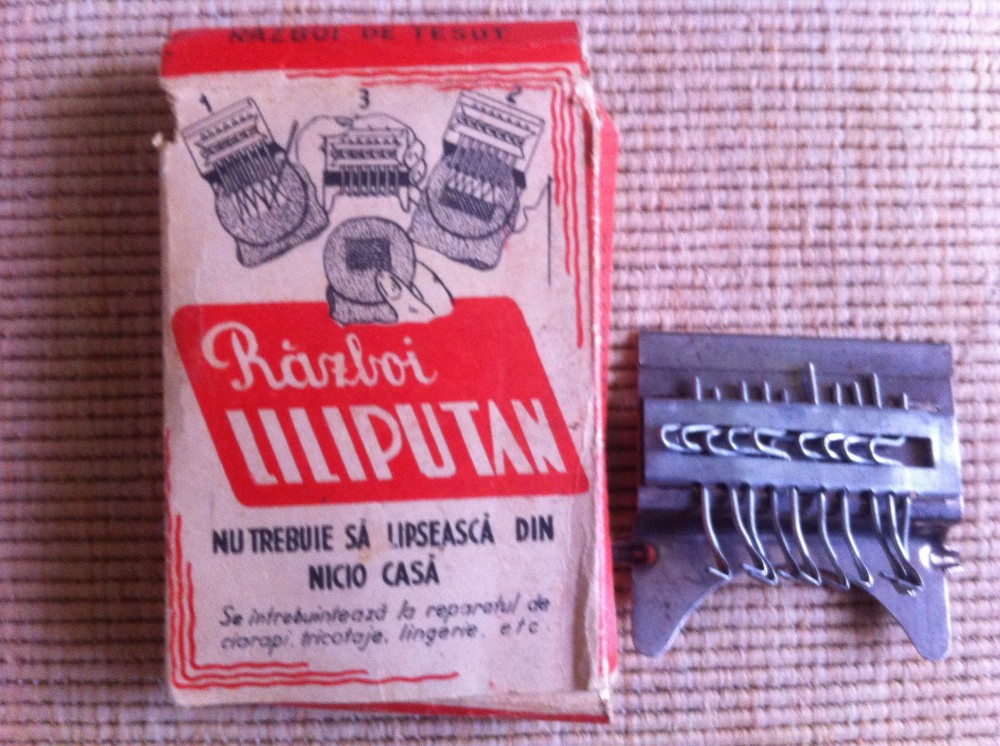 RĂZBOI DE ȚESUT
1 3 2
Război
LILIPUTAN
NU TREBUIE SĂ LIPSEASCĂ DIN
NICIO CASĂ
Se întrebuintează la reparatul de
ciorapi, tricotaje, lingerie, etc.